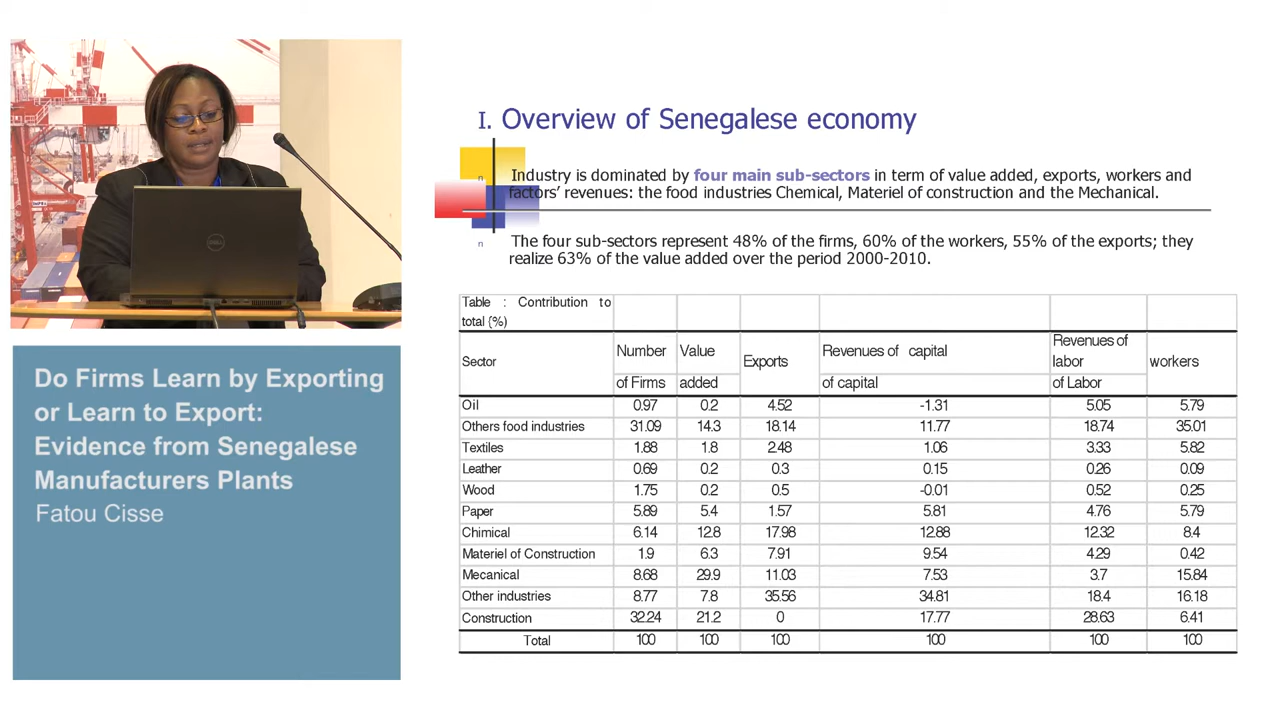 I. Overview of Senegalese economy
n Industry is dominated by four main sub-sectors in term of value added, exports, workers and
factors’ revenues: the food industries Chemical, Materiel of construction and the Mechanical.
n The four sub-sectors represent 48% of the firms, 60% of the workers, 55% of the exports; they
realize 63% of the value added over the period 2000-2010.
Table : Contribution to
total (%)
Sector Number of Firms Value added Exports Revenues of capital of capital Revenues of labor of Labor workers
Oil 0.97 0.2 4.52 -1.31 5.05 5.79
Others food industries 31.09 14.3 18.14 11.77 18.74 35.01
Textiles 1.88 1.8 2.48 1.06 3.33 5.82
Leather 0.69 0.2 0.3 0.15 0.26 0.09
Wood 1.75 0.2 0.5 -0.01 0.52 0.25
Paper 5.89 5.4 1.57 5.81 4.76 5.79
Chimical 6.14 12.8 17.98 12.88 12.32 8.4
Materiel of Construction 1.9 6.3 7.91 9.54 4.29 0.42
Mecanical 8.68 29.9 11.03 7.53 3.7 15.84
Other industries 8.77 7.8 35.56 34.81 18.4 16.18
Construction 32.24 21.2 0 17.77 28.63 6.41
Total 100 100 100 100 100 100
Do Firms Learn by Exporting
or Learn to Export:
Evidence from Senegalese
Manufacturers Plants
Fatou Cisse
DELL